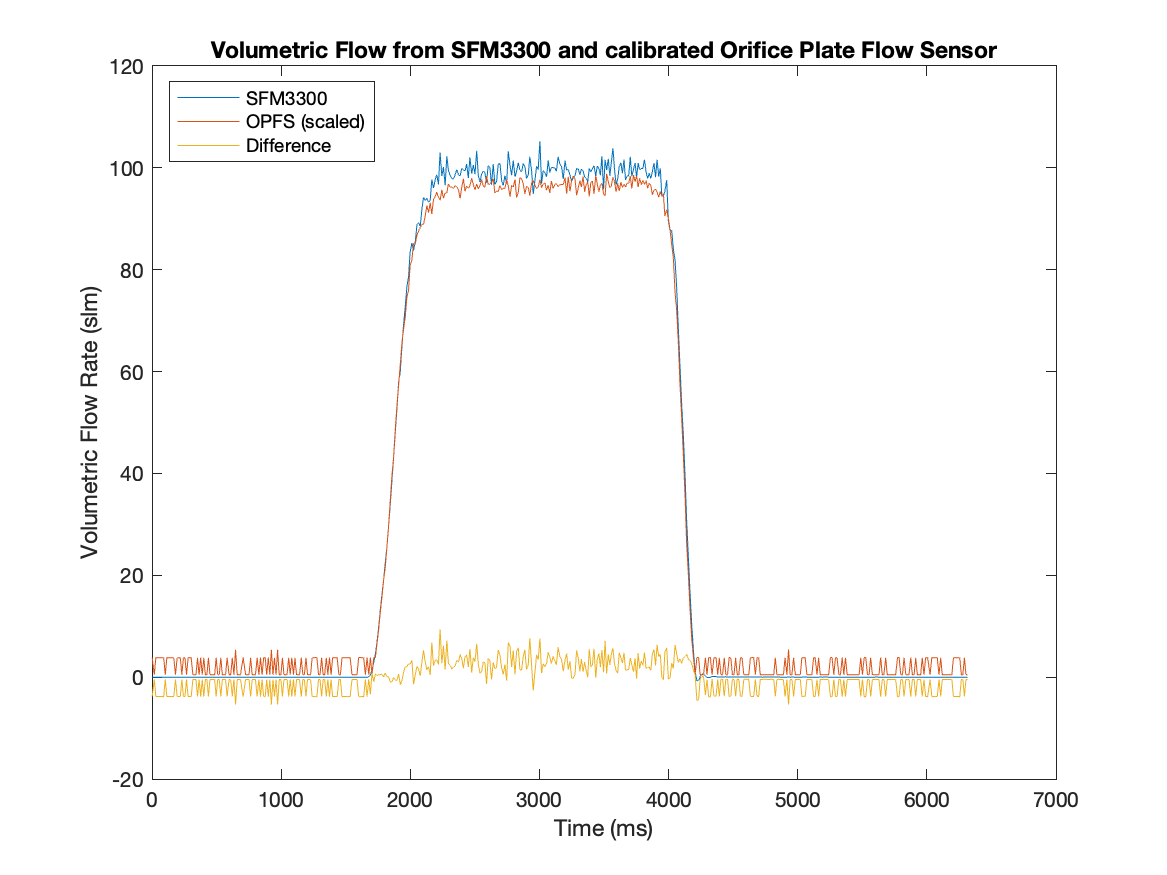 Volumetric Flow from SFM3300 and calibrated Orifice Plate Flow Sensor
120
100
80
60
40
20
0
-20
Volumetric Flow Rate (slm)
SFM3300
OPFS (scaled)
Difference
0 1000 2000 3000 4000 5000 6000 7000
Time (ms)